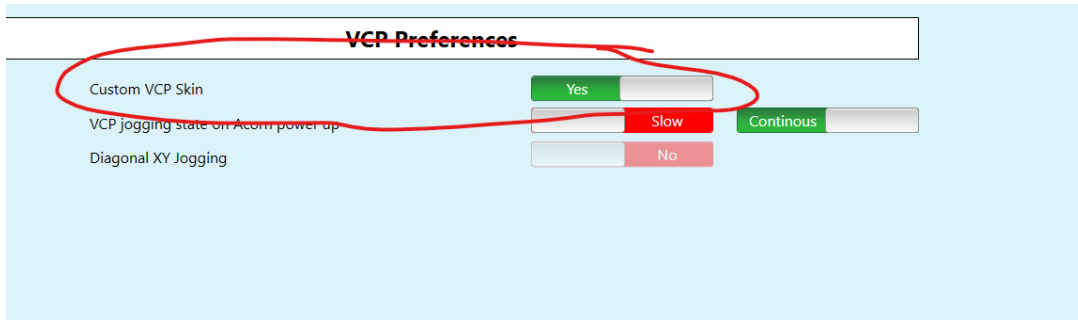 VCP Preferences
Custom VCP Skin Yes
VCP jogging state on Acorn power up Slow Continous
Diagonal XY Jogging No